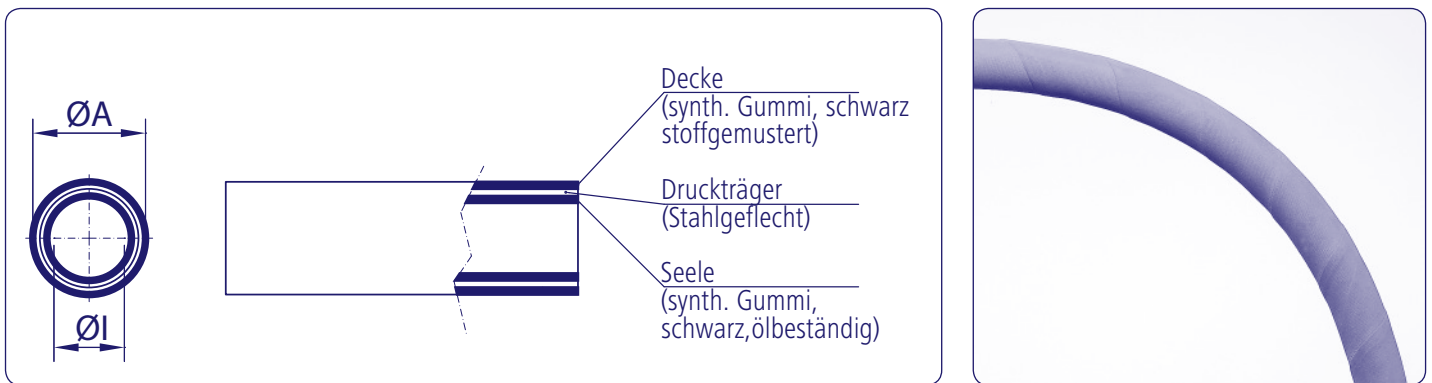 ØA
ØI
Decke
(synth. Gummi, schwarz
stoffgemustert)
Druckträger
(Stahlgeflecht)
Seele
(synth. Gummi,
schwarz,ölbeständig)